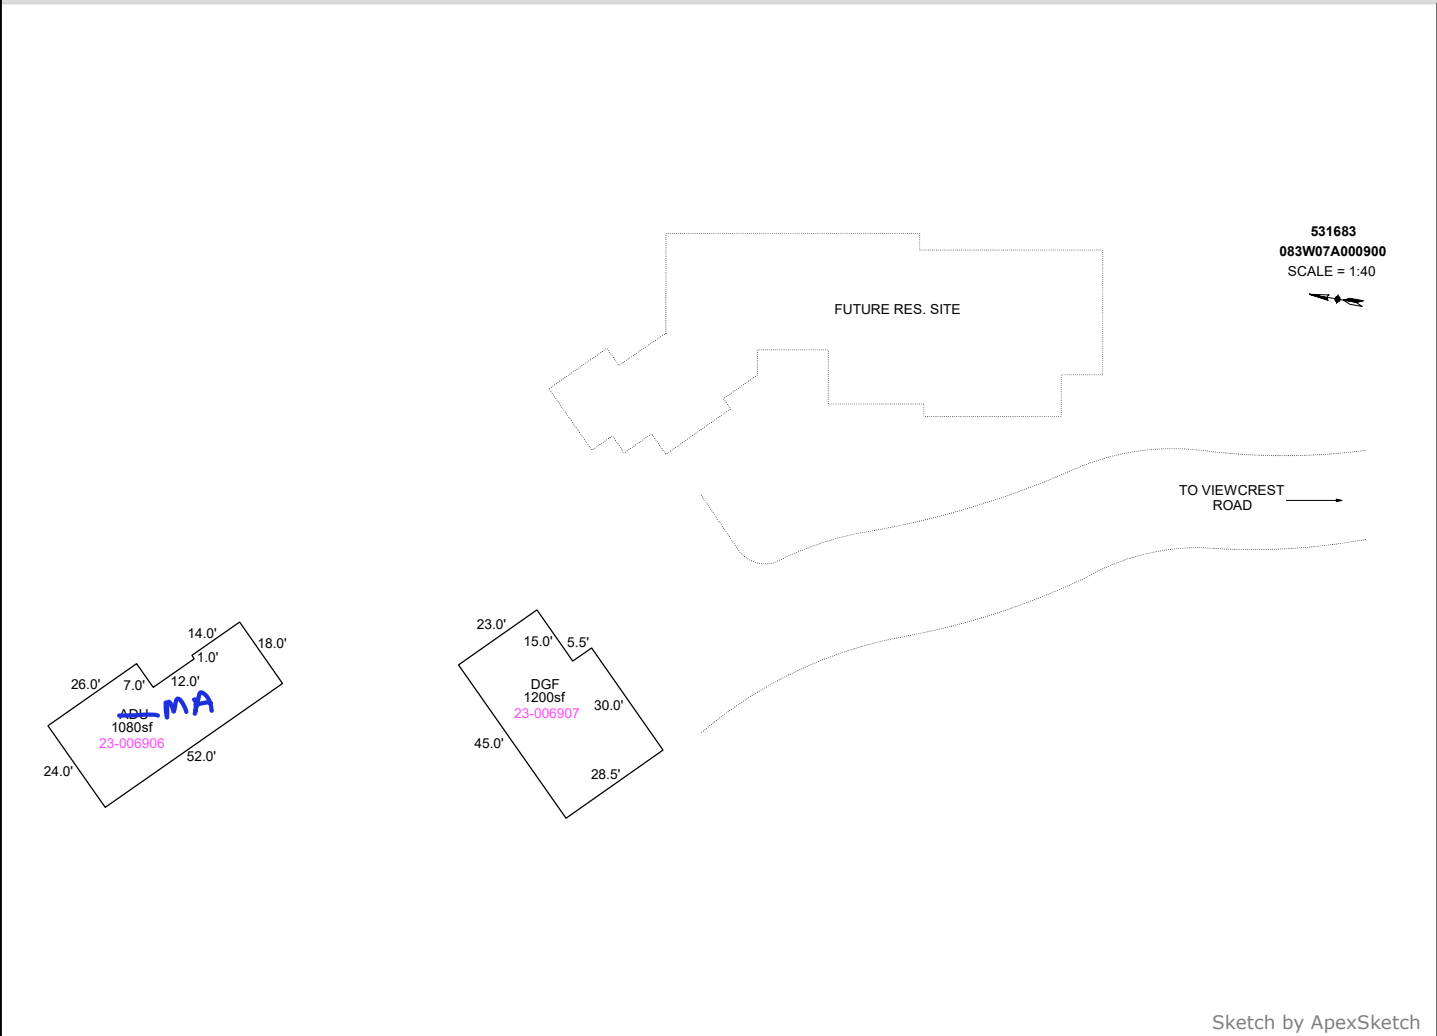 531683
083W07A000900
SCALE = 1:40
FUTURE RES. SITE
TO VIEWCREST
ROAD
14.0'
18.0'
1.0'
26.0'
7.0'
12.0'
ADU MA
1080sf
23-006906
52.0'
24.0'
23.0'
15.0'
5.5'
DGF
1200sf
23-006907
30.0'
45.0'
28.5'
Sketch by ApexSketch